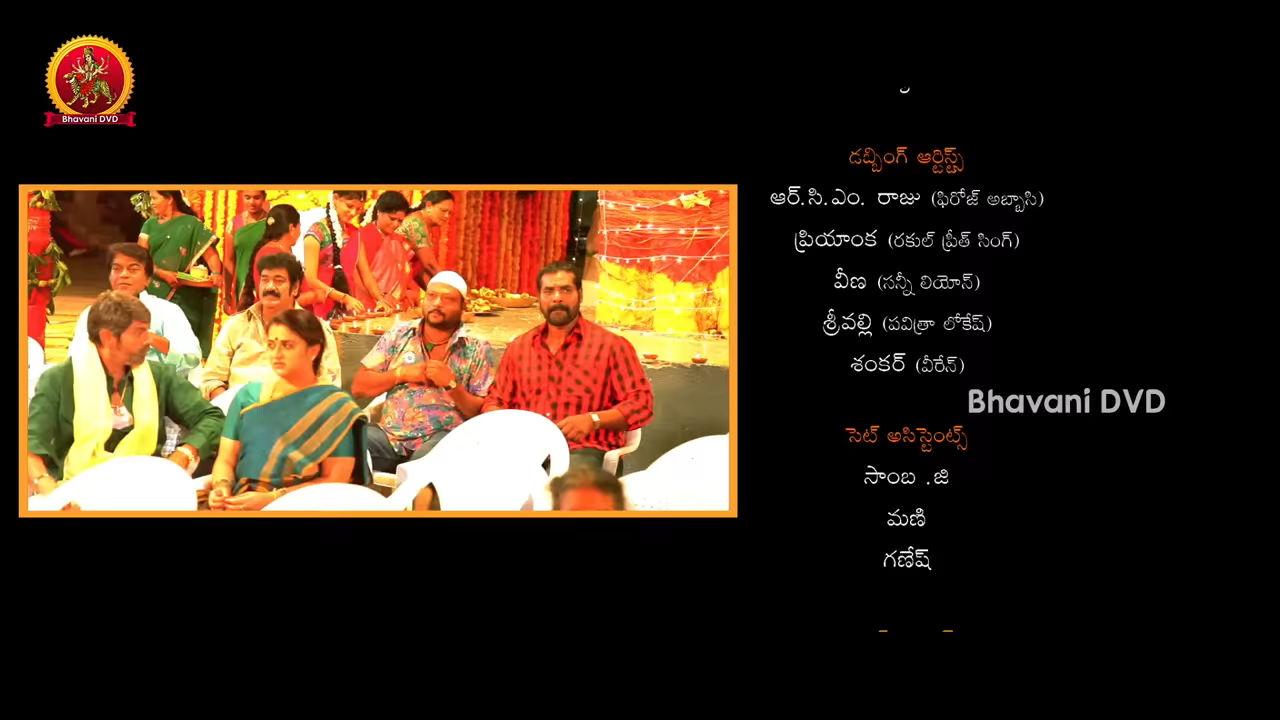 Bhavani DVD
డబ్బింగ్ ఆర్టిస్ట్స్
ఆర్.సి.ఎం. రాజు (ఫిరోజ్ అబ్బాసి)
ప్రియాంక (రకుల్ ప్రీత్ సింగ్)
వీణ (సన్నీ లియోన్)
శ్రీవల్లి (పవిత్రా లోకేష్)
శంకర్ (వీరేన్)
Bhavani DVD
సెట్ అసిస్టెంట్స్
సాంబ .జి
మణి
గణేష్